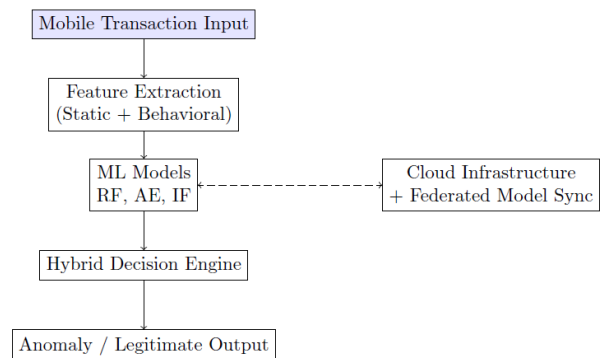 Mobile Transaction Input
Feature Extraction
(Static + Behavioral)
ML Models
RF, AE, IF
Cloud Infrastructure
+ Federated Model Sync
Hybrid Decision Engine
Anomaly / Legitimate Output